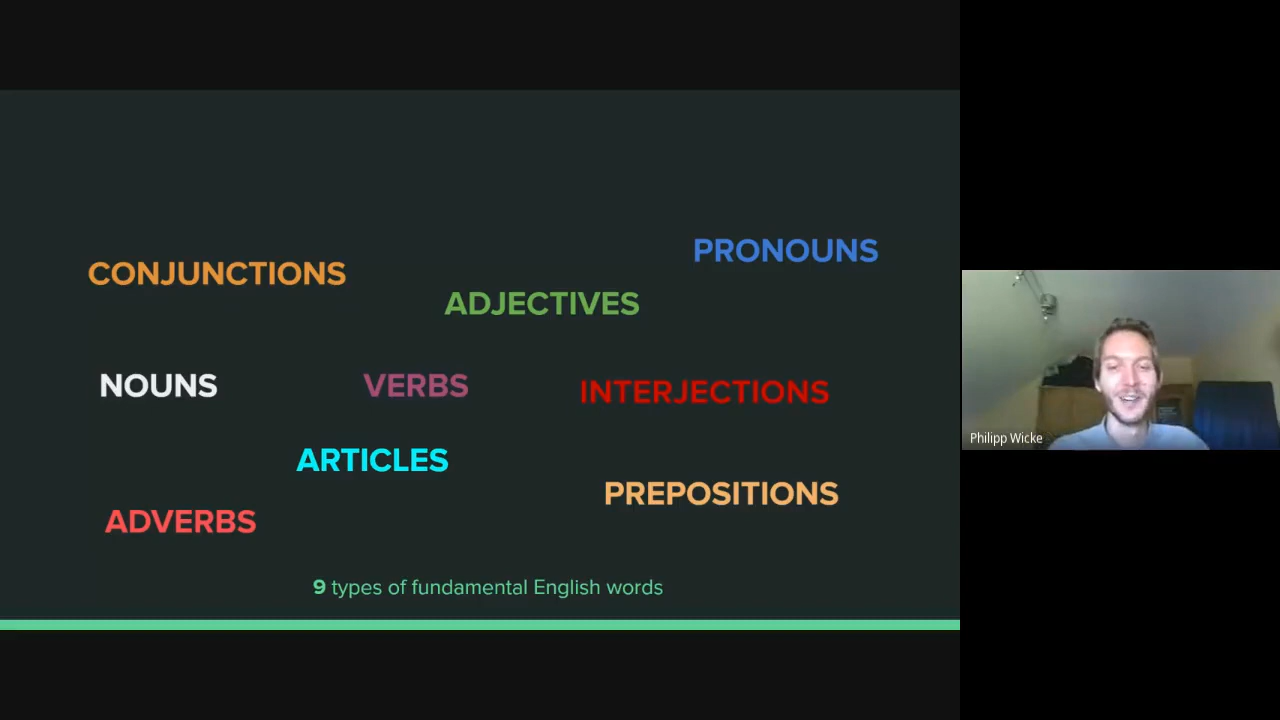 PRONOUNS
CONJUNCTIONS
ADJECTIVES
NOUNS VERBS INTERJECTIONS
ARTICLES
PREPOSITIONS
ADVERBS
9 types of fundamental English words
Philipp Wicke